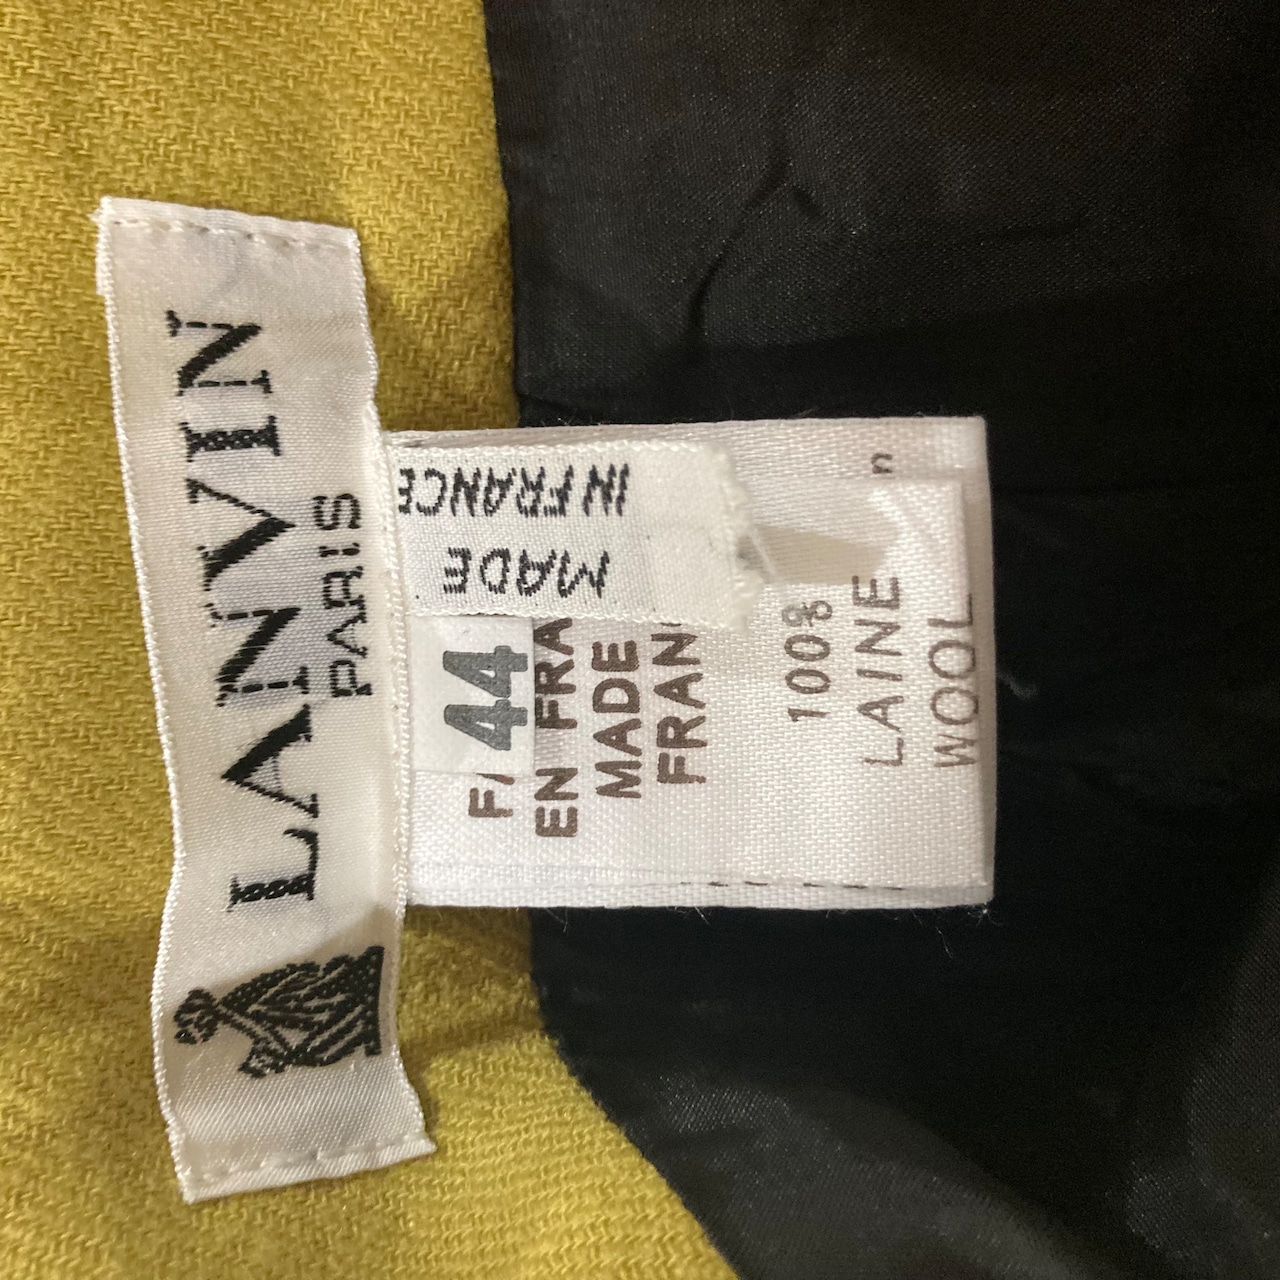 LANVIN
PARIS
MADE
IN FRANCE
44
EN FRA
MADE
FRAN
100%
LAINE
WOOL